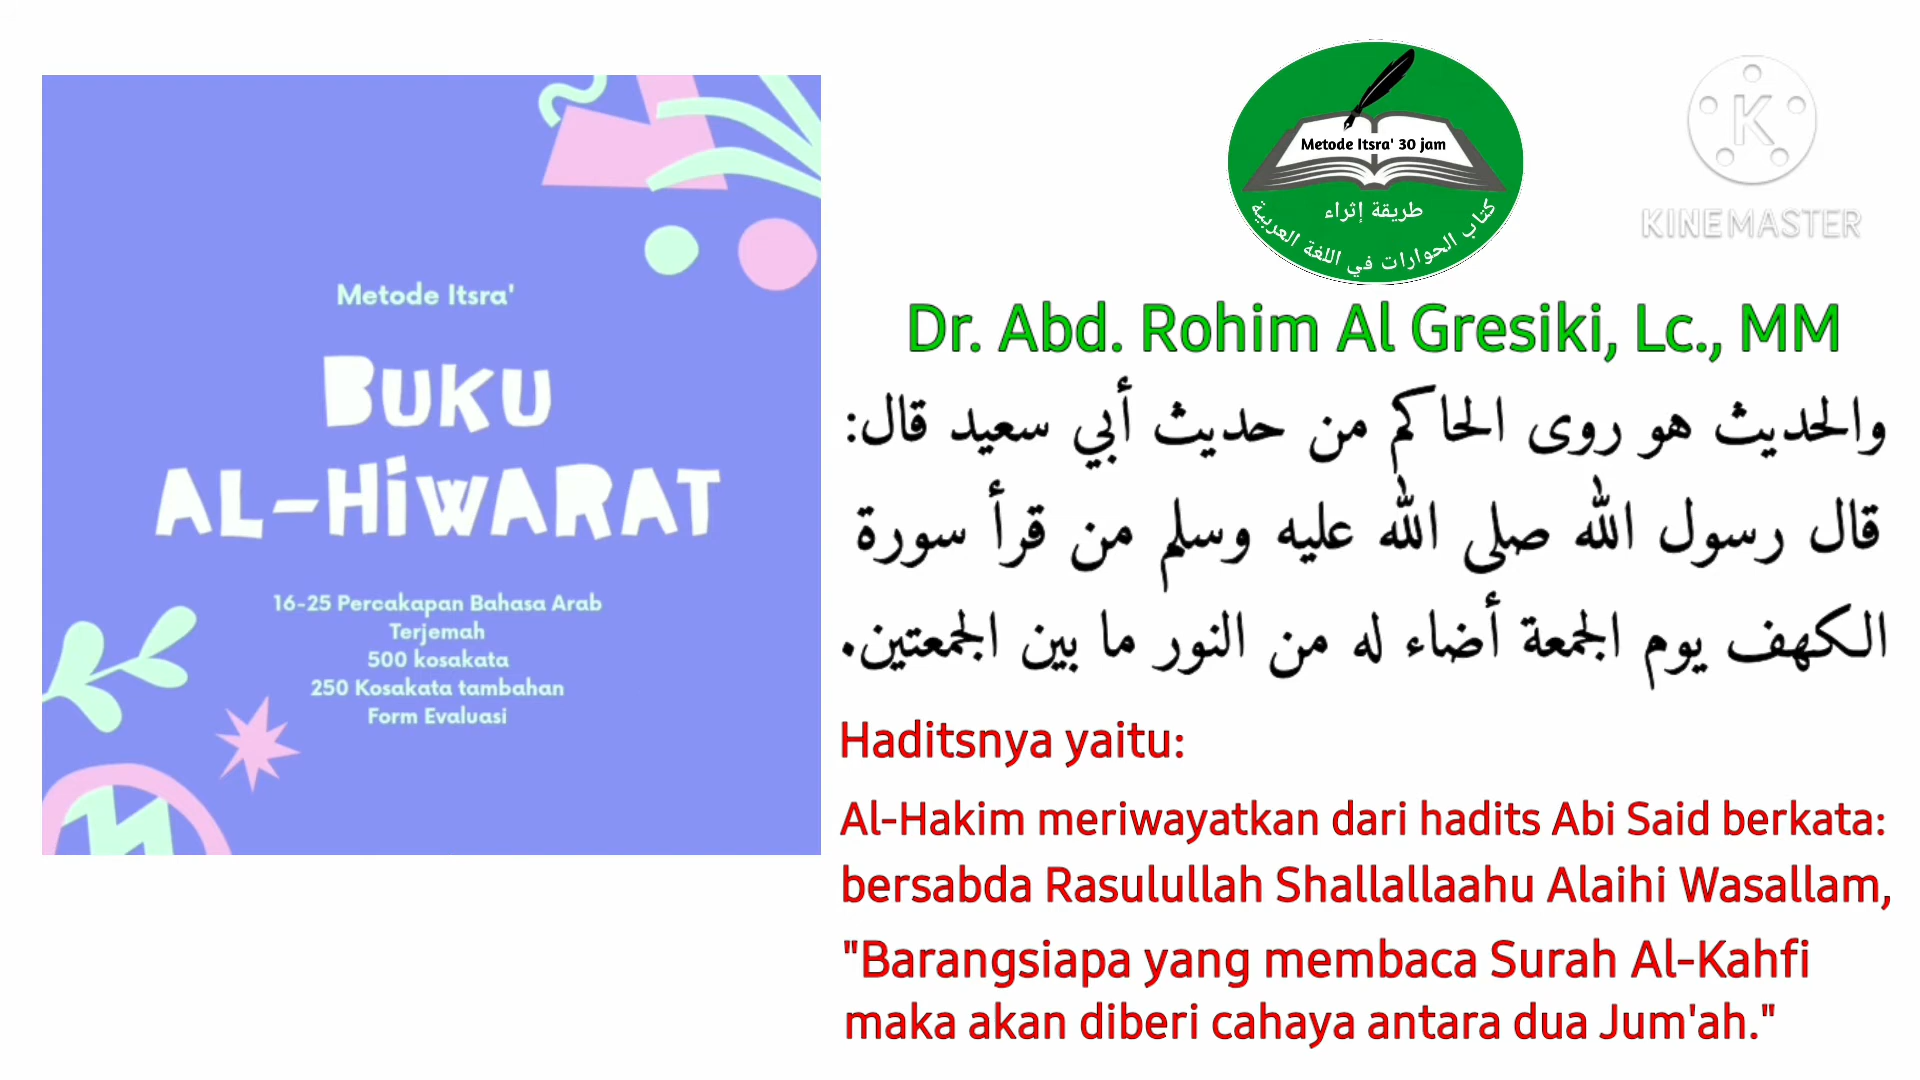 Metode Itsra'
BUKU
AL-HiWARAT
16-25 Percakapan Bahasa Arab
Terjemah
500 kosakata
250 Kosakata tambahan
Form Evaluasi
Metode Itsra' 30 jam
طريقة إثراء
كتاب الحوارات في اللغة العربية
K
KINEMASTER
Dr. Abd. Rohim Al Gresiki, Lc., MM
والحديث هو روى الحاكم من حديث أبي سعيد قال:
قال رسول الله صلى الله عليه وسلم من قرأ سورة
الكهف يوم الجمعة أضاء له من النور ما بين الجمعتين.
Haditsnya yaitu:
Al-Hakim meriwayatkan dari hadits Abi Said berkata:
bersabda Rasulullah Shallallaahu Alaihi Wasallam,
"Barangsiapa yang membaca Surah Al-Kahfi
maka akan diberi cahaya antara dua Jum'ah."